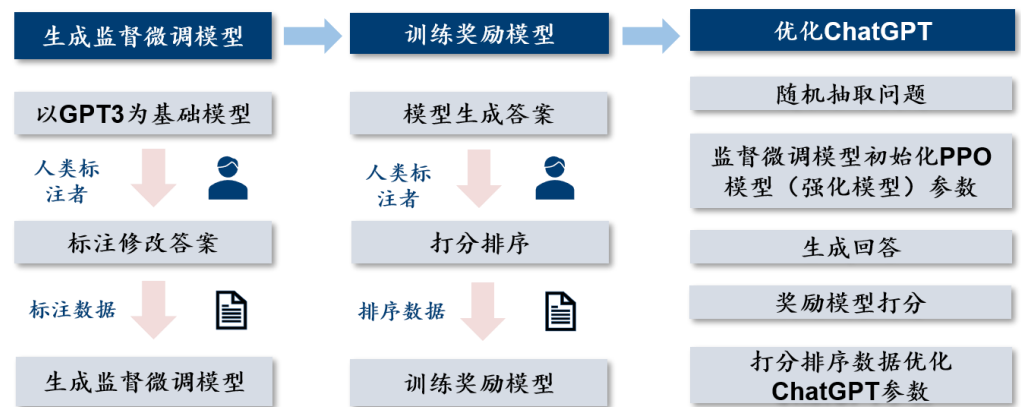 生成监督微调模型
训练奖励模型
优化ChatGPT
以GPT3为基础模型
人类标
注者
标注修改答案
标注数据
生成监督微调模型
模型生成答案
人类标
注者
打分排序
排序数据
训练奖励模型
随机抽取问题
监督微调模型初始化PPO
模型（强化模型）参数
生成回答
奖励模型打分
打分排序数据优化
ChatGPT参数